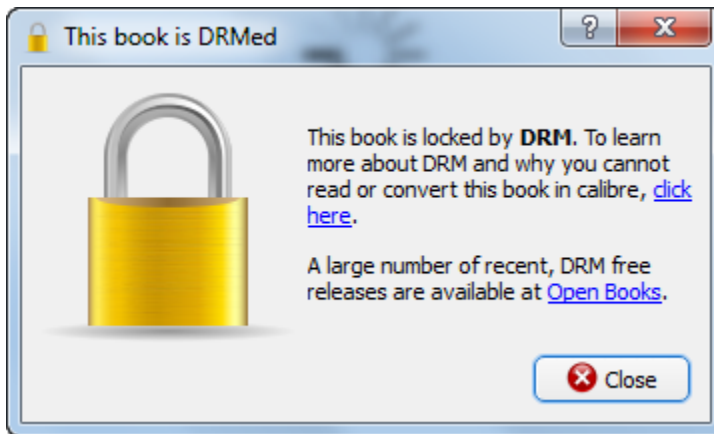 This book is DRMed
?
This book is locked by DRM. To learn
more about DRM and why you cannot
read or convert this book in calibre, click
here.
A large number of recent, DRM free
releases are available at Open Books.
Close